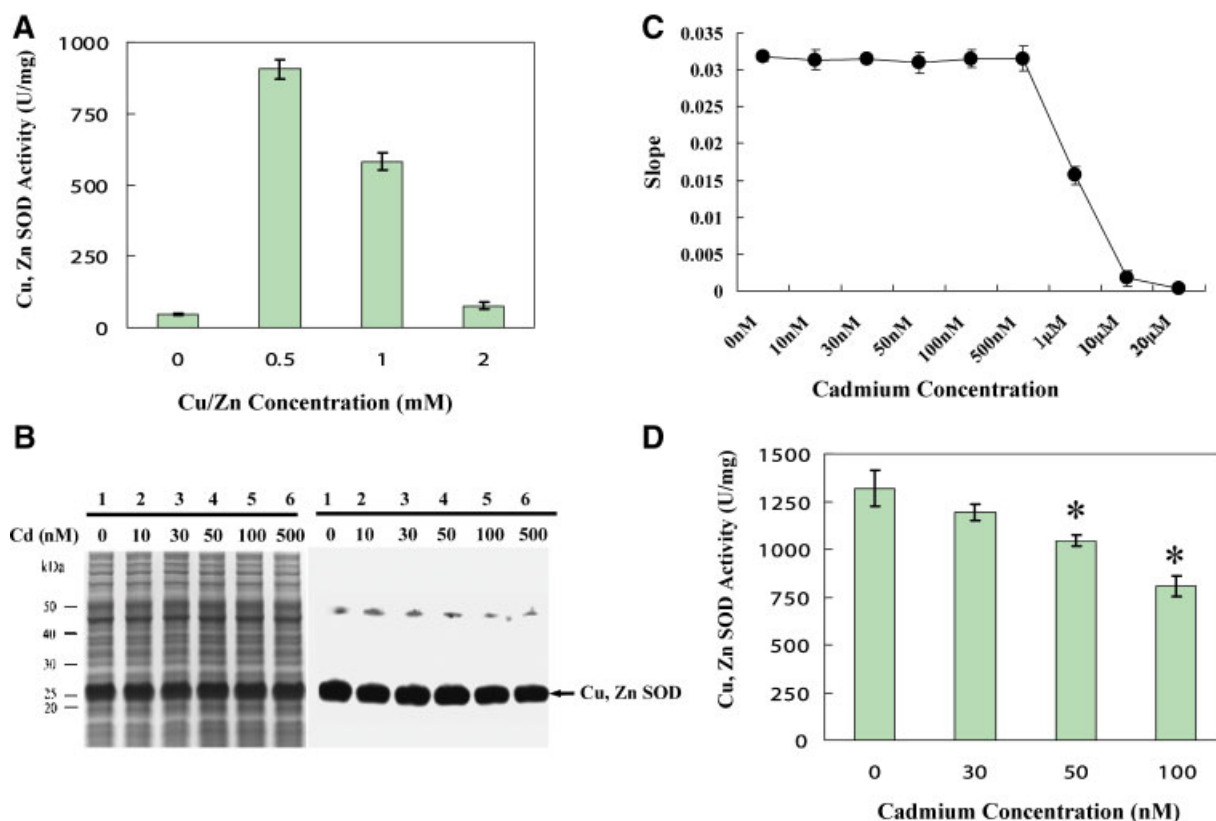 A
Cu, Zn SOD Activity (U/mg)
1000
750
500
250
0
0 0.5 1 2
Cu/Zn Concentration (mM)
B
1 2 3 4 5 6 1 2 3 4 5 6
Cd (nM) 0 10 30 50 100 500 0 10 30 50 100 500
kDa
50
40
30
25
20
Cu, Zn SOD
C
Slope
0.035
0.03
0.025
0.02
0.015
0.01
0.005
0
0nM 10nM 30nM 50nM 100nM 500nM 1µM 10µM 20µM
Cadmium Concentration
D
Cu, Zn SOD Activity (U/mg)
1500
1250
1000
750
500
250
0
* *
0 30 50 100
Cadmium Concentration (nM)